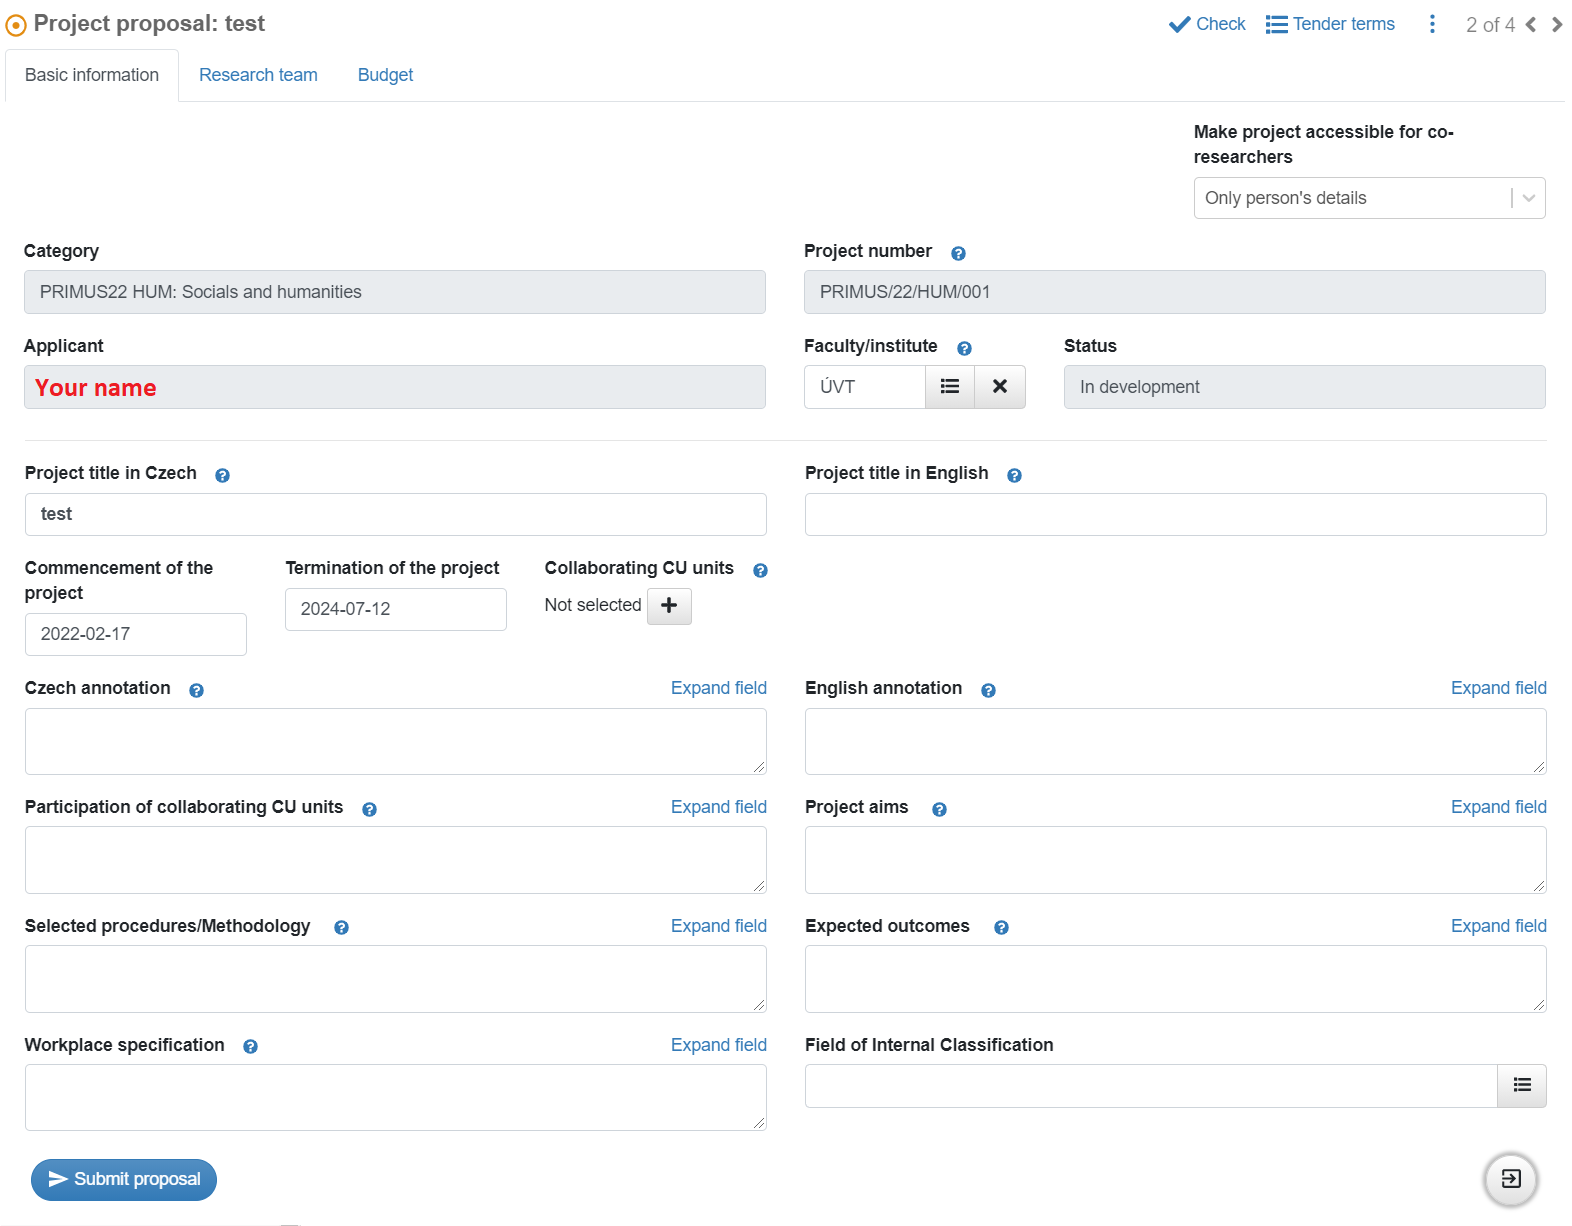 Project proposal: test
Check
Tender terms
2 of 4
Basic information
Research team
Budget
Make project accessible for co-
researchers
Only person's details
Category
Project number
PRIMUS22 HUM: Socials and humanities
PRIMUS/22/HUM/001
Applicant
Faculty/institute
Status
Your name
ÚVT
In development
Project title in Czech
Project title in English
test
Commencement of the
project
Termination of the project
Collaborating CU units
2022-02-17
2024-07-12
Not selected
Czech annotation
Expand field
English annotation
Expand field
Participation of collaborating CU units
Expand field
Project aims
Expand field
Selected procedures/Methodology
Expand field
Expected outcomes
Expand field
Workplace specification
Expand field
Field of Internal Classification
Submit proposal